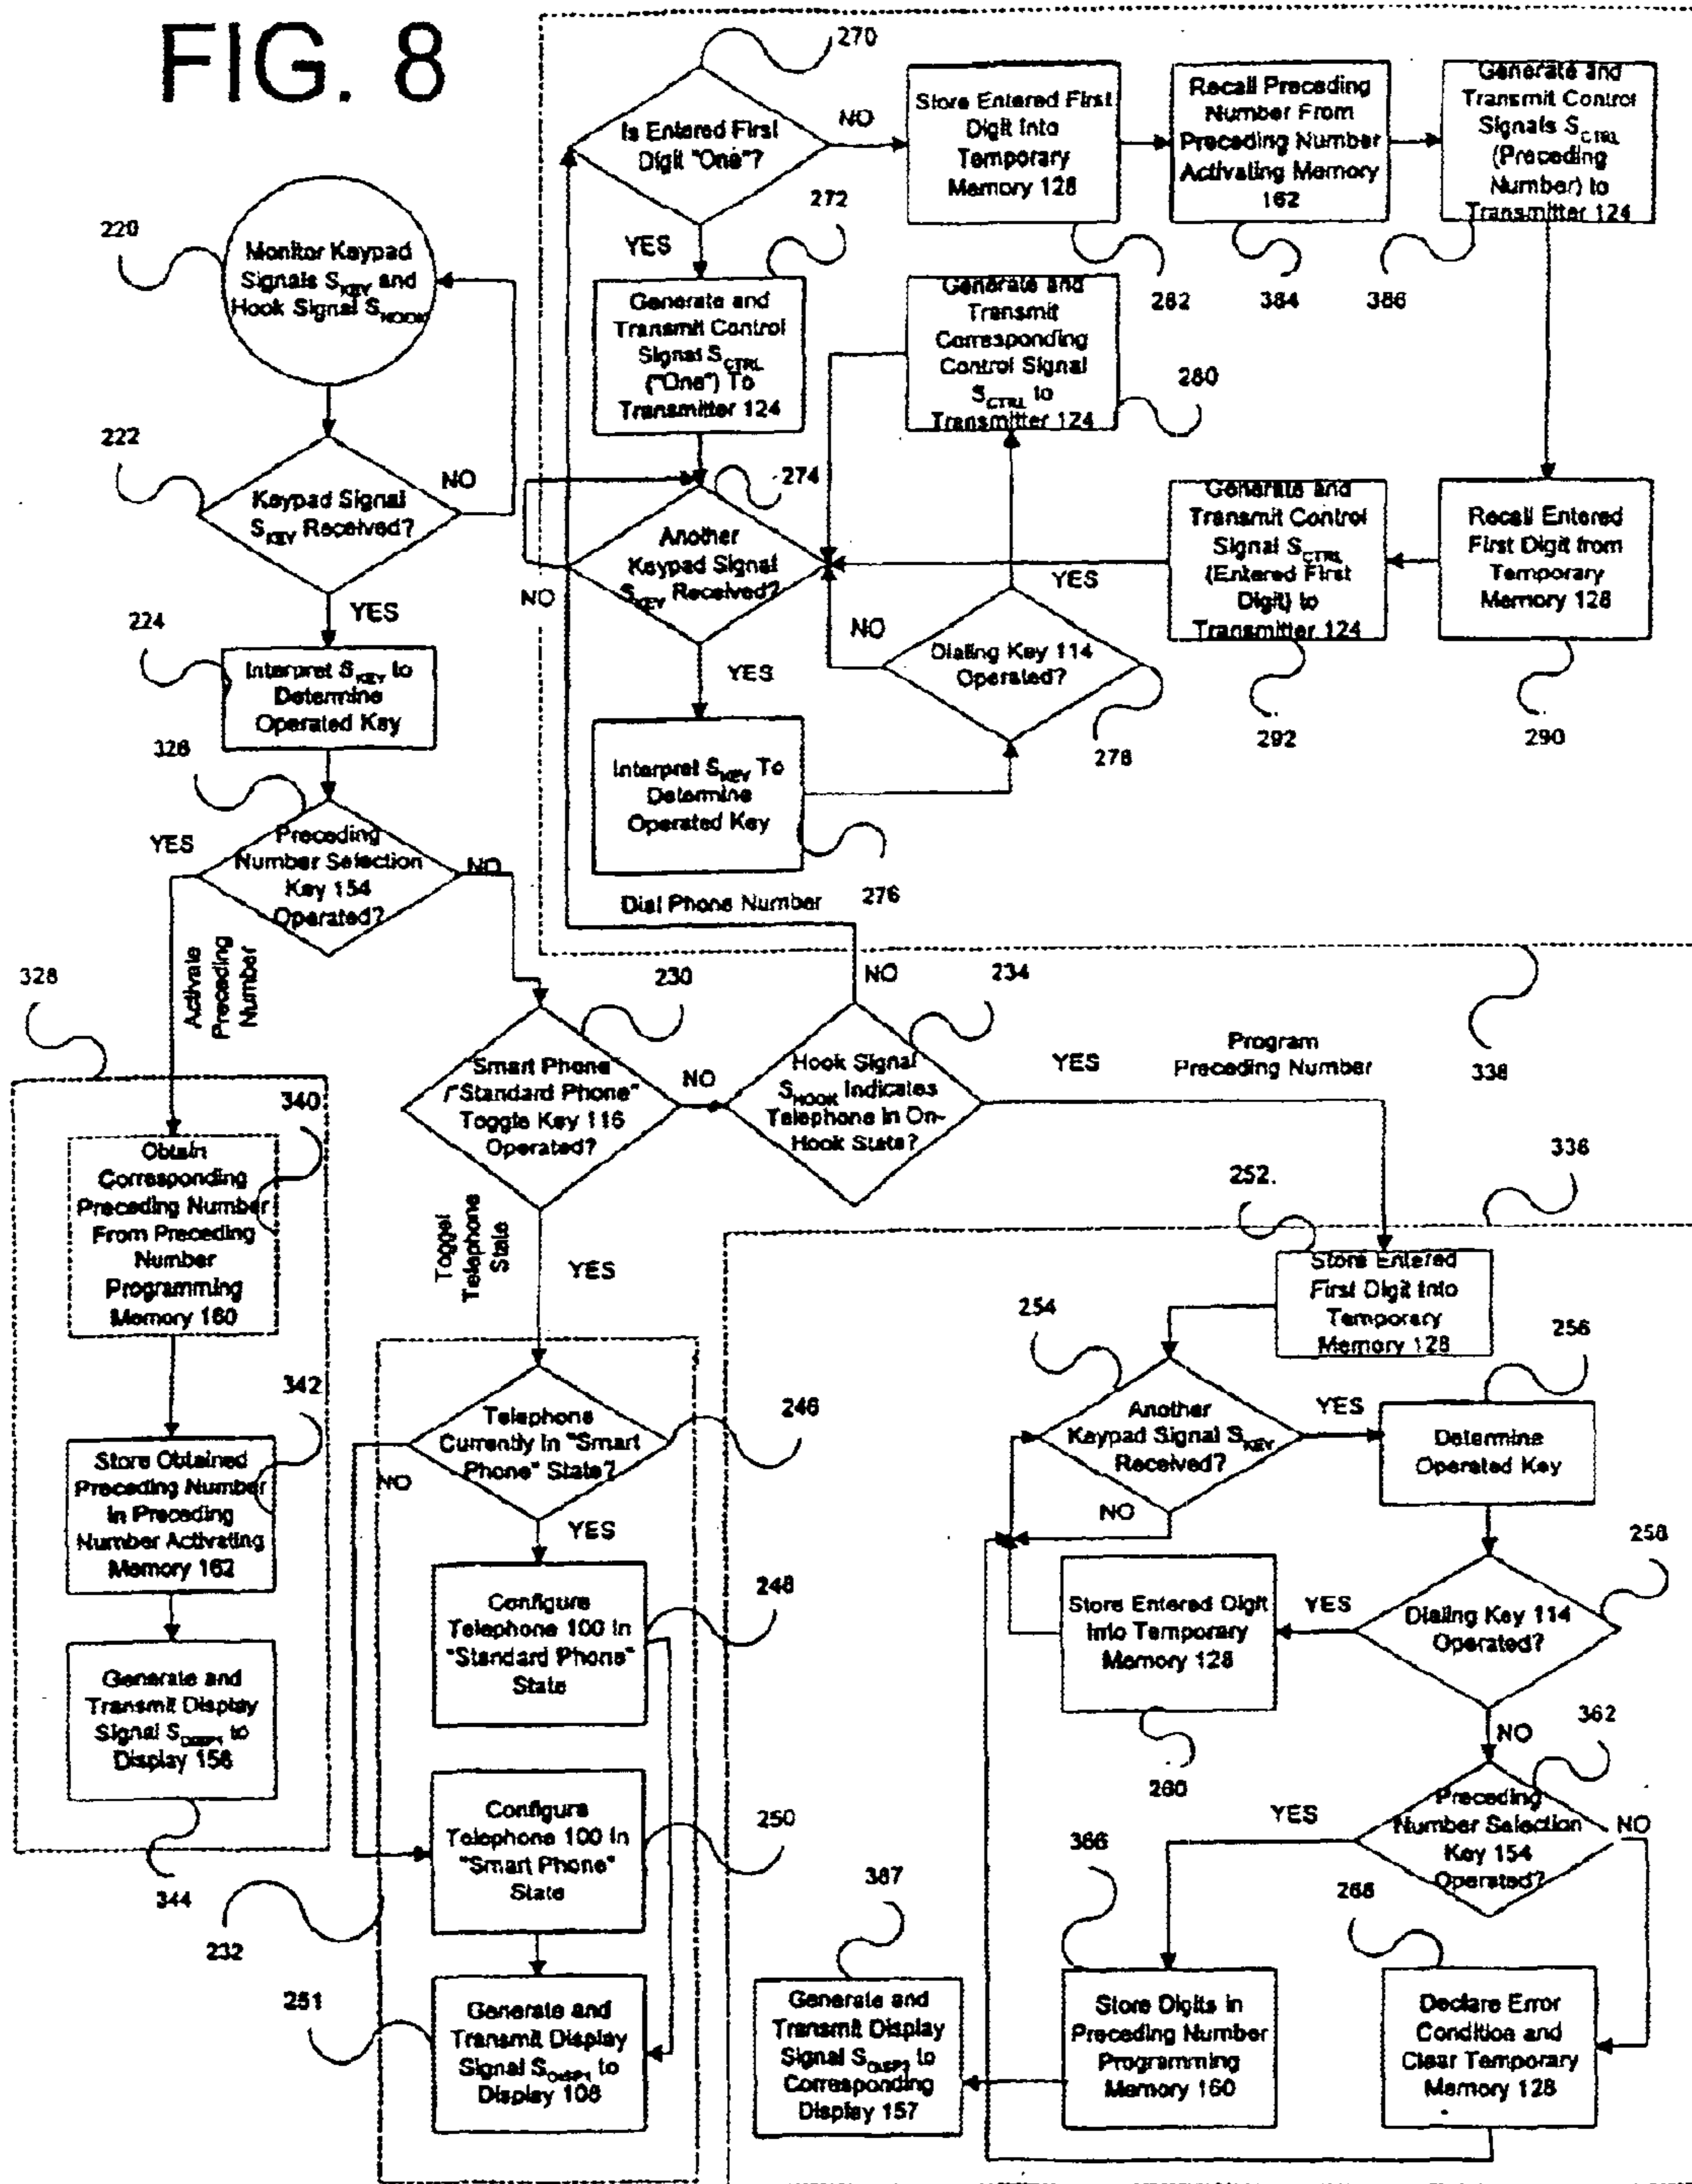 FIG. 8
270
Is Entered First
Digit "One"?
NO
YES
Store Entered First
Digit Into
Temporary
Memory 128
282
Recall Preceding
Number From
Preceding Number
Activating Memory
162
384
Generate and
Transmit Control
Signals S_CTRL
(Preceding
Number) to
Transmitter 124
386
272
Generate and
Transmit Control
Signal S_CTRL
("One") To
Transmitter 124
Generate and
Transmit
Corresponding
Control Signal
S_CTRL to
Transmitter 124
280
220
Monitor Keypad
Signals S_KEY and
Hook Signal S_HOOK
222
Keypad Signal
S_KEY Received?
NO
YES
274
Another
Keypad Signal
S_KEY Received?
NO
YES
Generate and
Transmit Control
Signal S_CTRL
(Entered First
Digit) to
Transmitter 124
292
Recall Entered
First Digit from
Temporary
Memory 128
290
YES
NO
Dialing Key 114
Operated?
278
Interpret S_KEY To
Determine
Operated Key
276
Dial Phone Number
224
Interpret S_KEY to
Determine
Operated Key
326
Preceding
Number Selection
Key 154
Operated?
YES
NO
Activate
Preceding
Number
328
230
Smart Phone"
/"Standard Phone"
Toggle Key 116
Operated?
NO
YES
Toggel
Telephone
State
234
NO
Hook Signal
S_HOOK Indicates
Telephone in On-
Hook State?
YES
Program
Preceding Number
338
336
340
Obtain
Corresponding
Preceding Number
From Preceding
Number
Programming
Memory 160
342
Store Obtained
Preceding Number
In Preceding
Number Activating
Memory 162
Generate and
Transmit Display
Signal S_DISP1 to
Display 158
344
246
Telephone
Currently In "Smart
Phone" State?
NO
YES
Configure
Telephone 100 In
"Standard Phone"
State
248
Configure
Telephone 100 In
"Smart Phone"
State
250
232
251
Generate and
Transmit Display
Signal S_DISP1 to
Display 108
252.
Store Entered
First Digit Into
Temporary
Memory 128
254
Another
Keypad Signal S_KEY
Received?
YES
NO
256
Determine
Operated Key
258
Dialing Key 114
Operated?
YES
NO
Store Entered Digit
Into Temporary
Memory 128
260
362
Preceding
Number Selection
Key 154
Operated?
YES
NO
366
Store Digits in
Preceding Number
Programming
Memory 160
268
Declare Error
Condition and
Clear Temporary
Memory 128
387
Generate and
Transmit Display
Signal to
Corresponding
Display 157